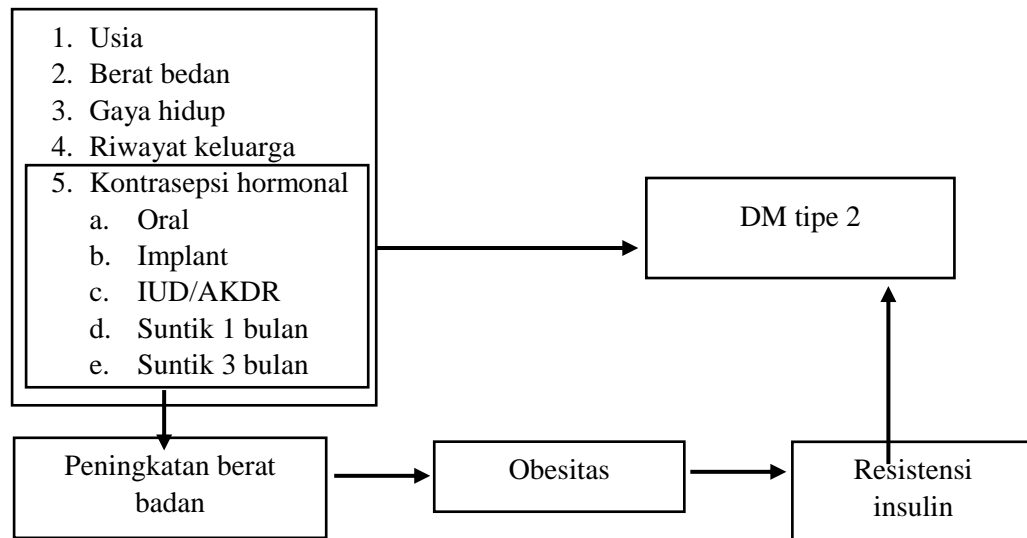 1. Usia
2. Berat bedan
3. Gaya hidup
4. Riwayat keluarga
5. Kontrasepsi hormonal
a. Oral
b. Implant
c. IUD/AKDR
d. Suntik 1 bulan
e. Suntik 3 bulan
DM tipe 2
Peningkatan berat
badan
Obesitas
Resistensi
insulin